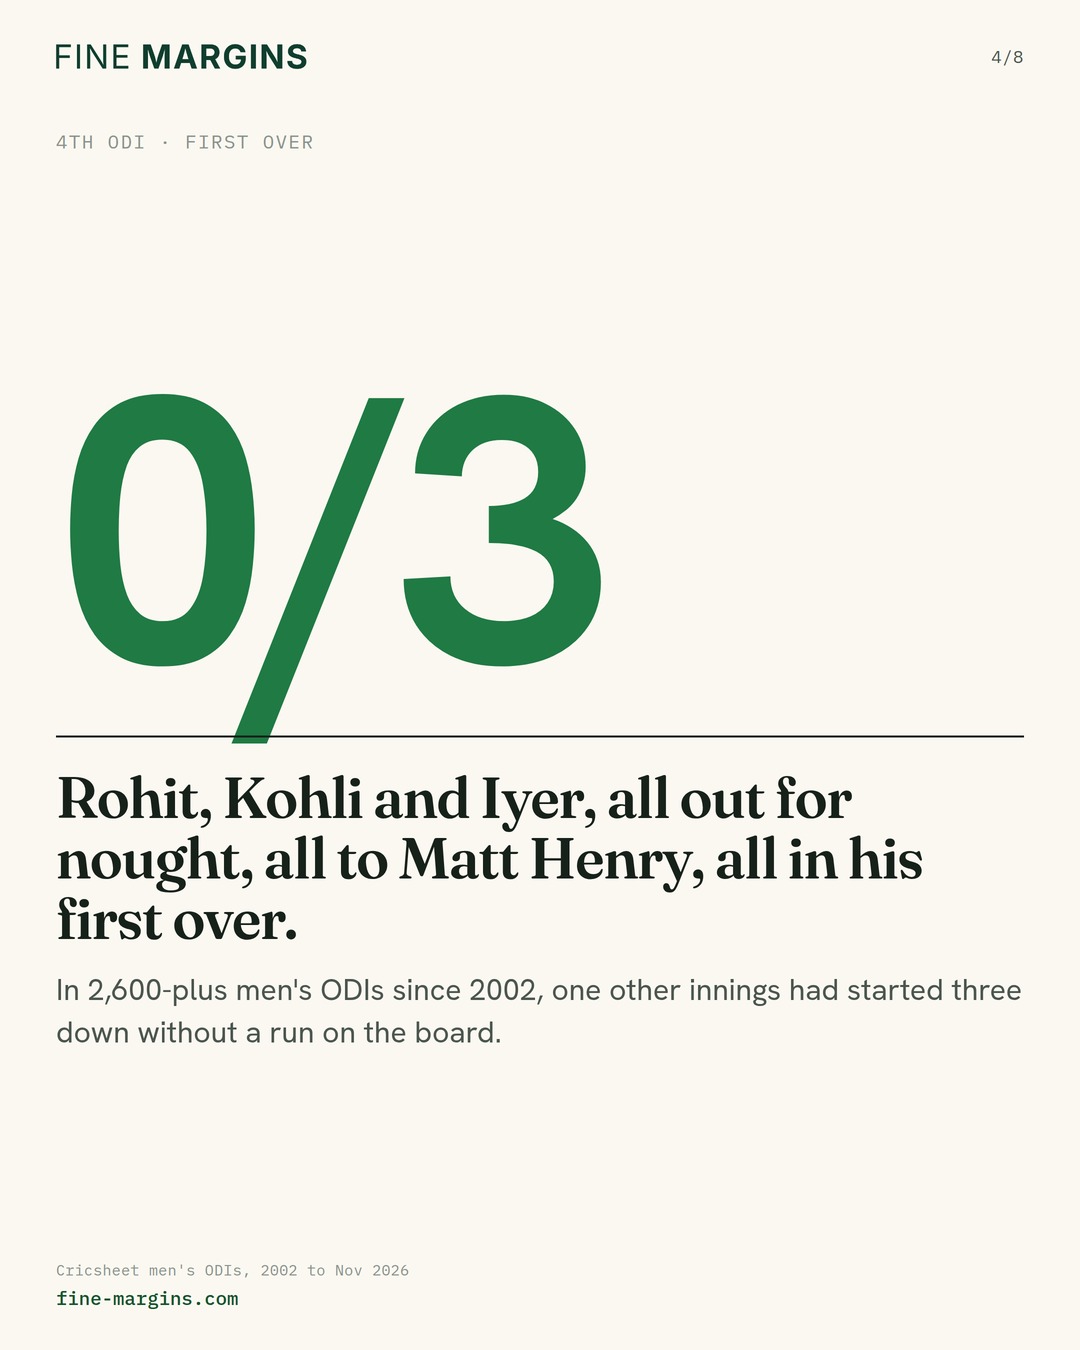 FINE MARGINS
4/8
4TH ODI · FIRST OVER
0/3
Rohit, Kohli and Iyer, all out for
nought, all to Matt Henry, all in his
first over.
In 2,600-plus men's ODIs since 2002, one other innings had started three
down without a run on the board.
Cricsheet men's ODIs, 2002 to Nov 2026
fine-margins.com